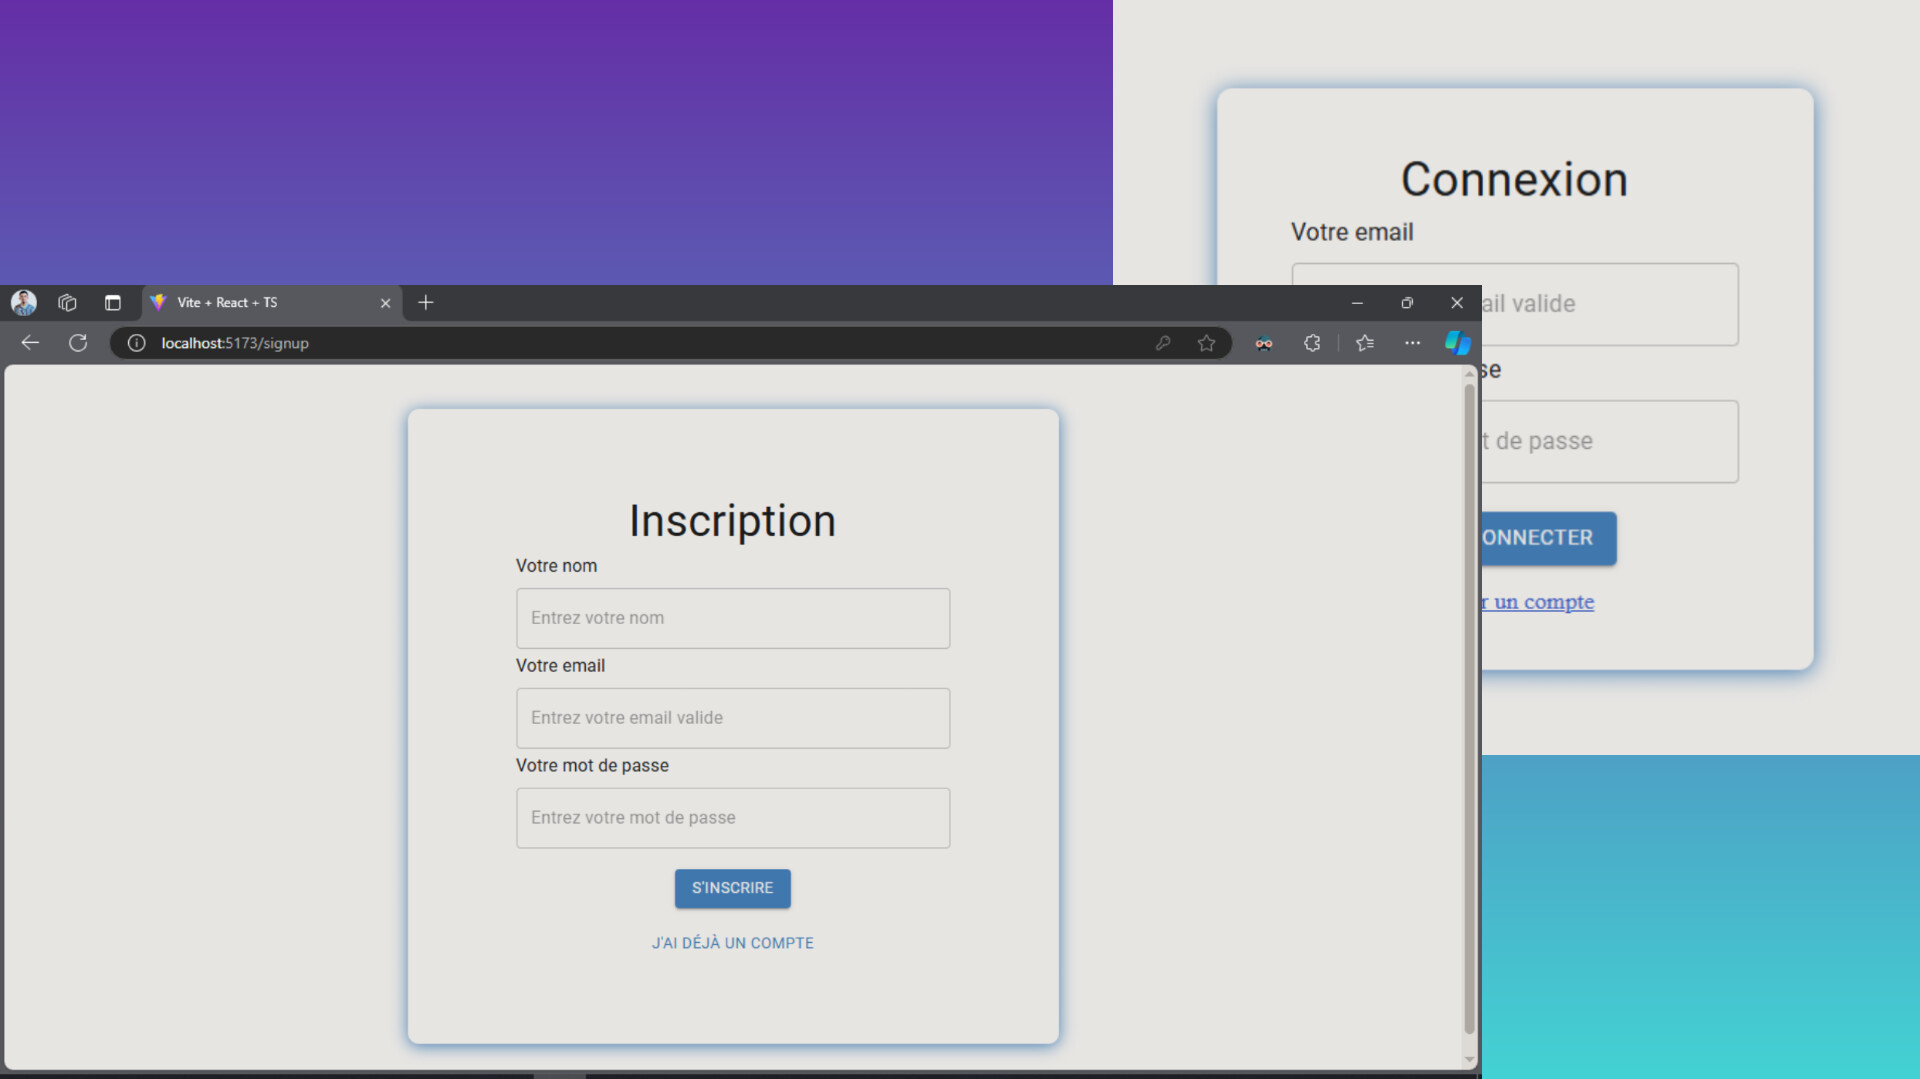 Connexion
Votre email
ail valide
se
t de passe
ONNECTER
r un compte
Vite + React + TS
localhost:5173/signup
Inscription
Votre nom
Entrez votre nom
Votre email
Entrez votre email valide
Votre mot de passe
Entrez votre mot de passe
S'INSCRIRE
J'AI DÉJÀ UN COMPTE